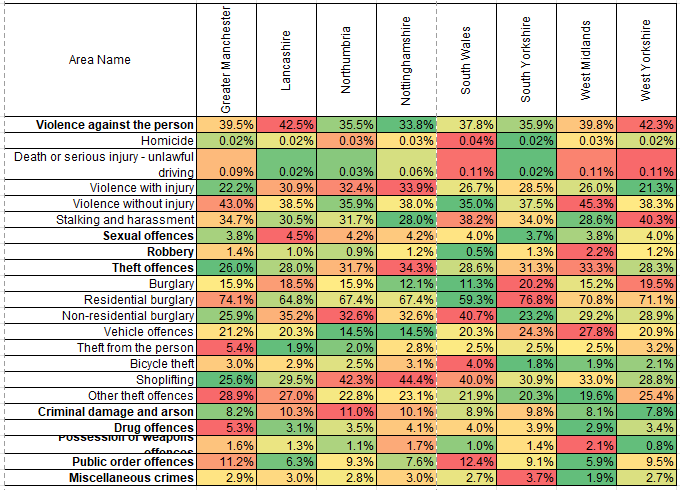 Area Name Greater Manchester Lancashire Northumbria Nottinghamshire South Wales South Yorkshire West Midlands West Yorkshire
Violence against the person 39.5% 42.5% 35.5% 33.8% 37.8% 35.9% 39.8% 42.3%
Homicide 0.02% 0.02% 0.03% 0.03% 0.04% 0.02% 0.03% 0.02%
Death or serious injury - unlawful
driving 0.09% 0.02% 0.03% 0.06% 0.11% 0.02% 0.11% 0.11%
Violence with injury 22.2% 30.9% 32.4% 33.9% 26.7% 28.5% 26.0% 21.3%
Violence without injury 43.0% 38.5% 35.9% 38.0% 35.0% 37.5% 45.3% 38.3%
Stalking and harassment 34.7% 30.5% 31.7% 28.0% 38.2% 34.0% 28.6% 40.3%
Sexual offences 3.8% 4.5% 4.2% 4.2% 4.0% 3.7% 3.8% 4.0%
Robbery 1.4% 1.0% 0.9% 1.2% 0.5% 1.3% 2.2% 1.2%
Theft offences 26.0% 28.0% 31.7% 34.3% 28.6% 31.3% 33.3% 28.3%
Burglary 15.9% 18.5% 15.9% 12.1% 11.3% 20.2% 15.2% 19.5%
Residential burglary 74.1% 64.8% 67.4% 67.4% 59.3% 76.8% 70.8% 71.1%
Non-residential burglary 25.9% 35.2% 32.6% 32.6% 40.7% 23.2% 29.2% 28.9%
Vehicle offences 21.2% 20.3% 14.5% 14.5% 20.3% 24.3% 27.8% 20.9%
Theft from the person 5.4% 1.9% 2.0% 2.8% 2.5% 2.5% 2.5% 3.2%
Bicycle theft 3.0% 2.9% 2.5% 3.1% 4.0% 1.8% 1.9% 2.1%
Shoplifting 25.6% 29.5% 42.3% 44.4% 40.0% 30.9% 33.0% 28.8%
Other theft offences 28.9% 27.0% 22.8% 23.1% 21.9% 20.3% 19.6% 25.4%
Criminal damage and arson 8.2% 10.3% 11.0% 10.1% 8.9% 9.8% 8.1% 7.8%
Drug offences 5.3% 3.1% 3.5% 4.1% 4.0% 3.9% 2.9% 3.4%
Possession of weapons
offences 1.6% 1.3% 1.1% 1.7% 1.0% 1.4% 2.1% 0.8%
Public order offences 11.2% 6.3% 9.3% 7.6% 12.4% 9.1% 5.9% 9.5%
Miscellaneous crimes 2.9% 3.0% 2.8% 3.0% 2.7% 3.7% 1.9% 2.7%